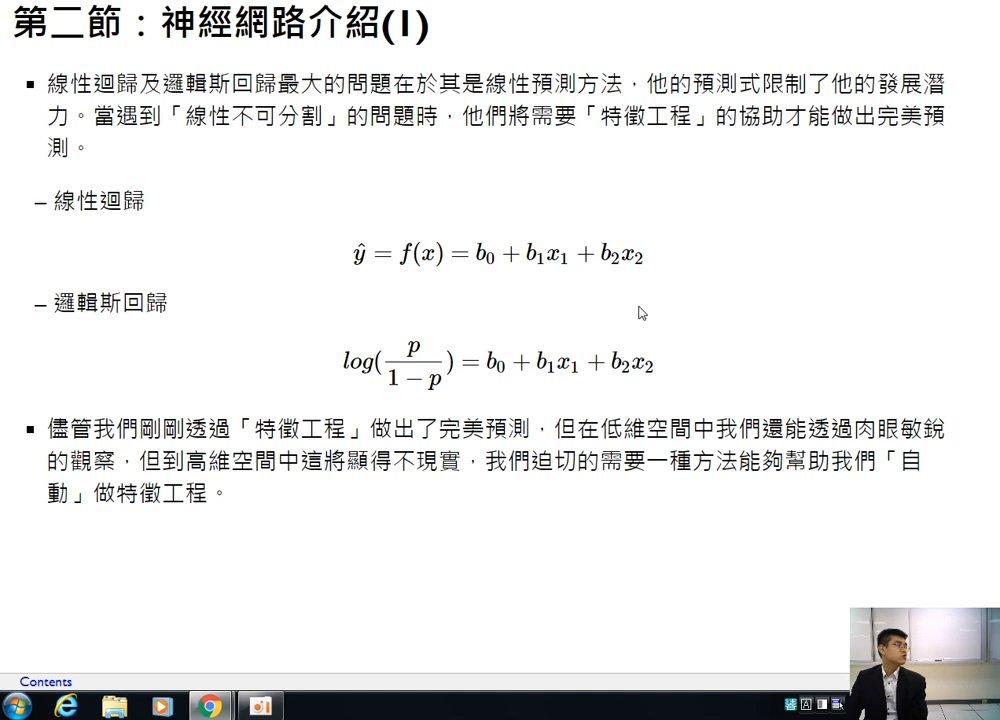 第二節：神經網路介紹(1)
▪ 線性迴歸及邏輯斯回歸最大的問題在於其是線性預測方法，他的預測式限制了他的發展潛
力。當遇到「線性不可分割」的問題時，他們將需要「特徵工程」的協助才能做出完美預
測。
– 線性迴歸
ŷ = f(x) = b₀ + b₁x₁ + b₂x₂
– 邏輯斯回歸
log(p/(1 − p)) = b₀ + b₁x₁ + b₂x₂
▪ 儘管我們剛剛透過「特徵工程」做出了完美預測，但在低維空間中我們還能透過肉眼敏銳
的觀察，但到高維空間中這將顯得不現實，我們迫切的需要一種方法能夠幫助我們「自
動」做特徵工程。
Contents